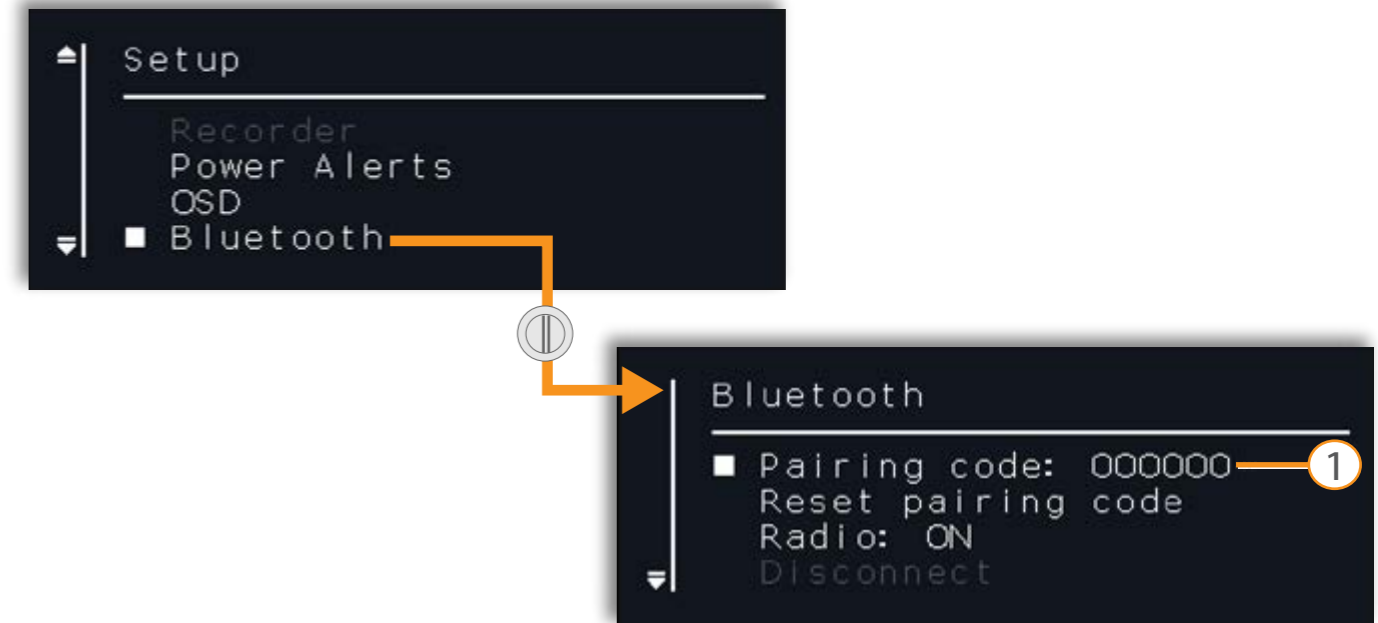 Setup
Recorder
Power Alerts
OSD
Bluetooth
Bluetooth
Pairing code: 000000
1
Reset pairing code
Radio: ON
Disconnect